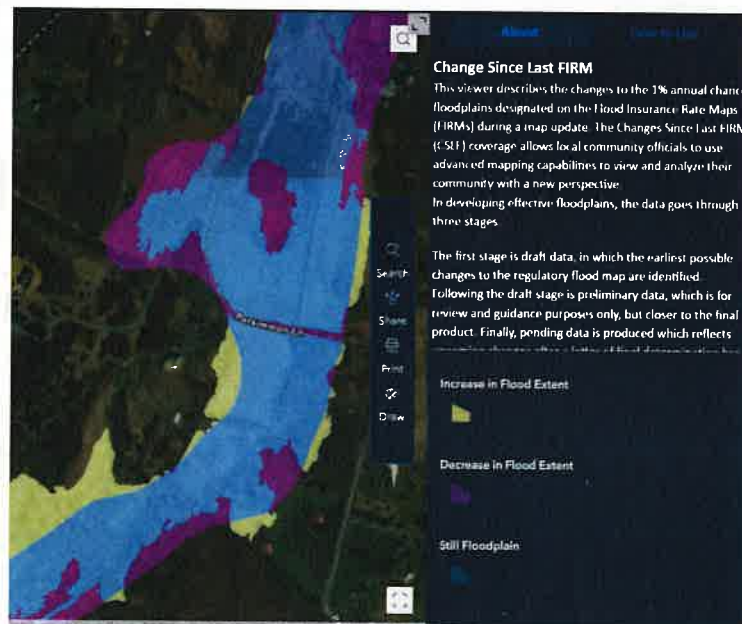 About
Change Since Last FIRM
This viewer describes the changes to the 1% annual chance
floodplains designated on the Flood Insurance Rate Maps
(FIRMs) during a map update. The Changes Since Last FIRM
(CSLF) coverage allows local community officials to use
advanced mapping capabilities to view and analyze their
community with a new perspective.
In developing effective floodplains, the data goes through
three stages.
The first stage is draft data, in which the earliest possible
changes to the regulatory flood map are identified.
Following the draft stage is preliminary data, which is for
review and guidance purposes only, but closer to the final
product. Finally, pending data is produced which reflects
Search
Share
Print
Draw
Increase in Flood Extent
Decrease in Flood Extent
Still Floodplain